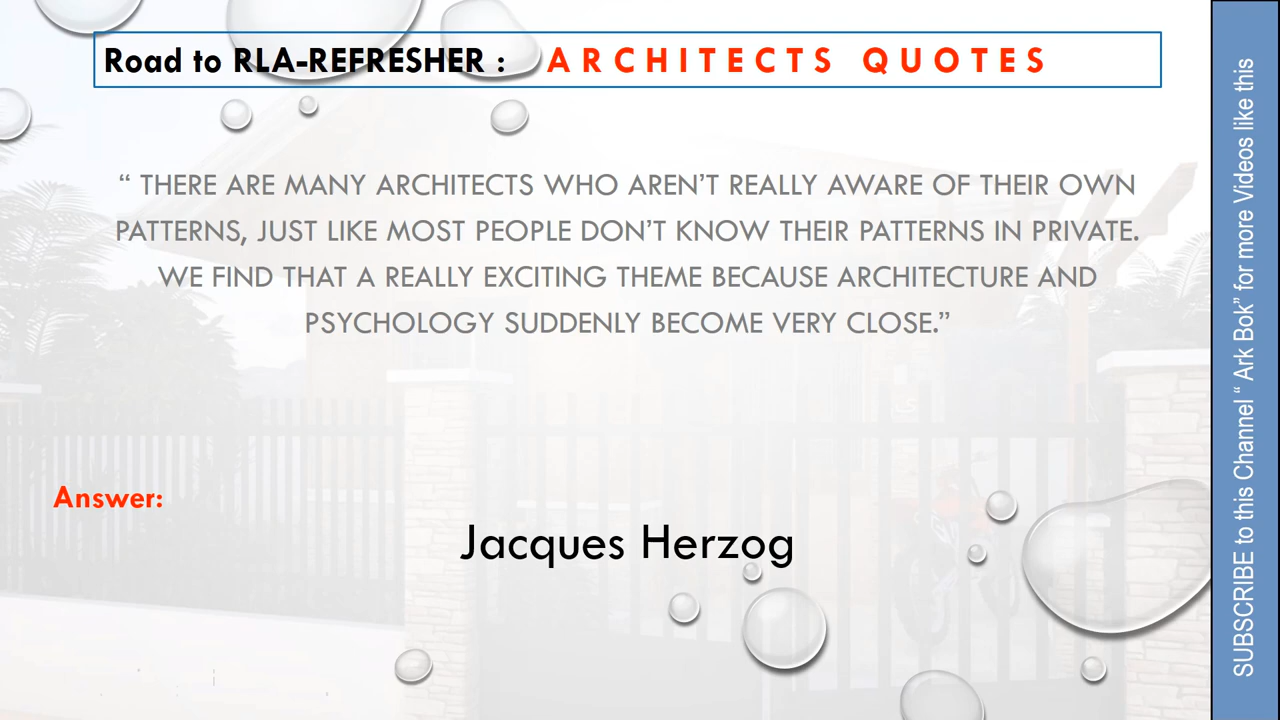 Road to RLA-REFRESHER : ARCHITECTS QUOTES
“ THERE ARE MANY ARCHITECTS WHO AREN’T REALLY AWARE OF THEIR OWN
PATTERNS, JUST LIKE MOST PEOPLE DON’T KNOW THEIR PATTERNS IN PRIVATE.
WE FIND THAT A REALLY EXCITING THEME BECAUSE ARCHITECTURE AND
PSYCHOLOGY SUDDENLY BECOME VERY CLOSE.”
Answer:
Jacques Herzog
SUBSCRIBE to this Channel “ Ark Bok” for more Videos like this